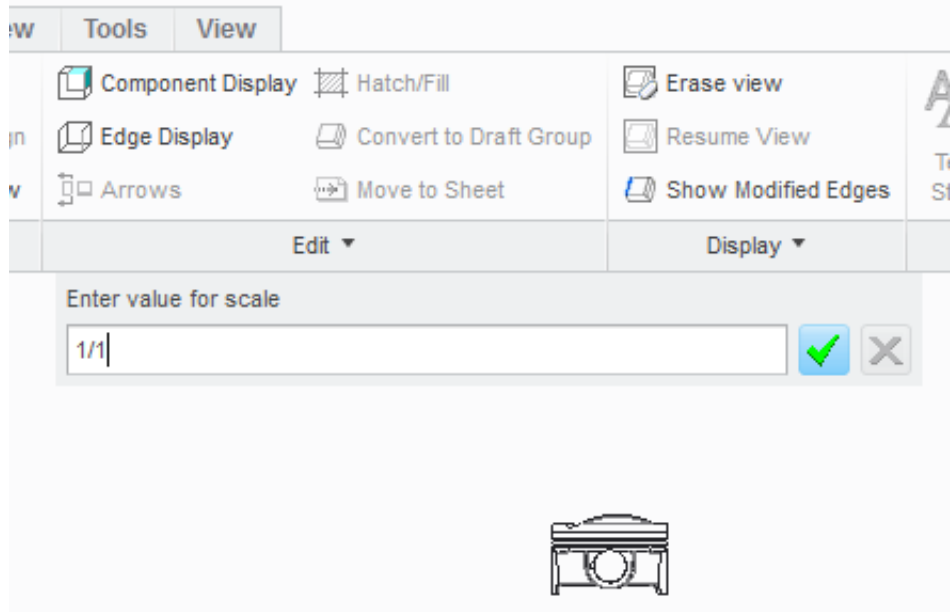 Tools View
Component Display Hatch/Fill Erase view
Edge Display Convert to Draft Group Resume View
Arrows Move to Sheet Show Modified Edges
Edit Display
Enter value for scale
1/1